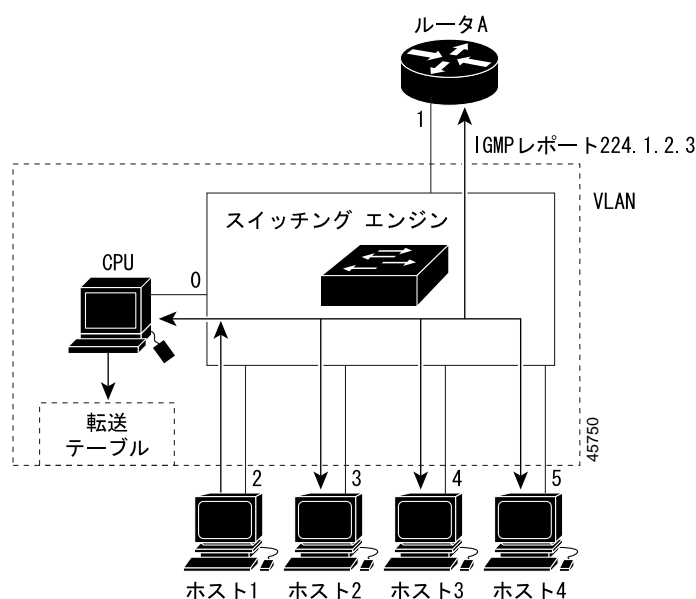 ルータA
1
IGMPレポート224.1.2.3
VLAN
スイッチング エンジン
CPU
0
転送
テーブル
45750
2
3
4
5
ホスト1
ホスト2
ホスト3
ホスト4